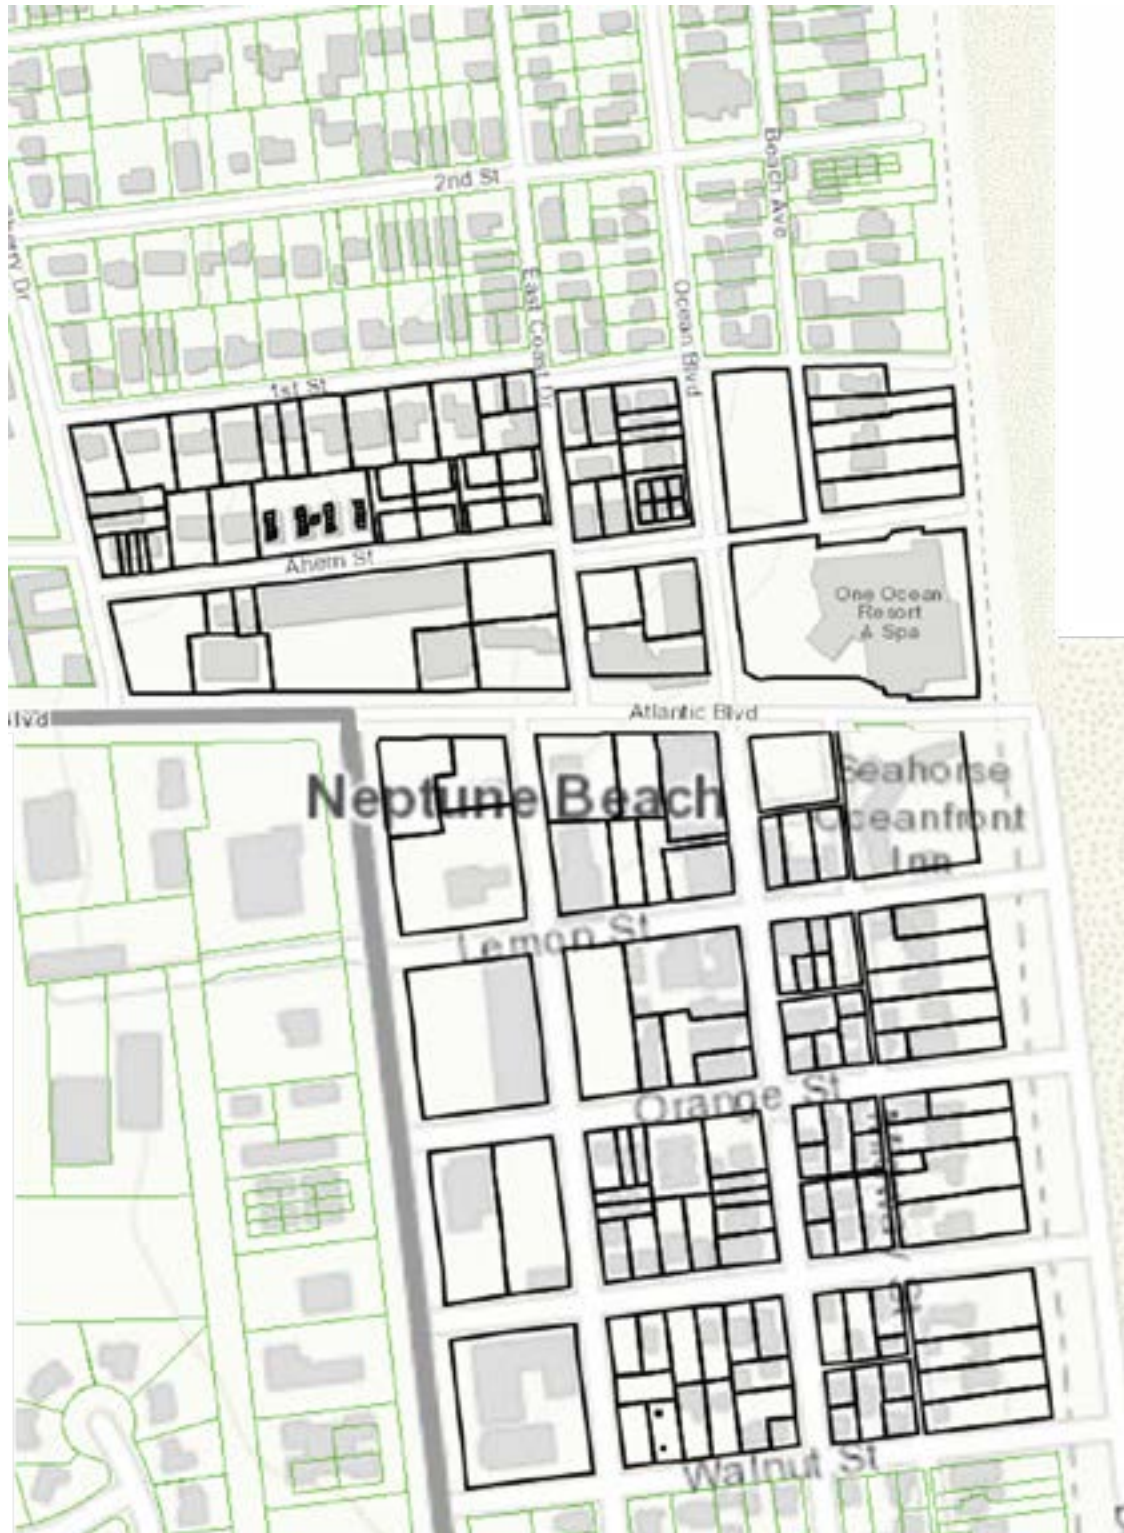 2nd St
Beach Ave
East Coast Dr
Ocean Blvd
1st St
Ahern St
One Ocean
Resort
& Spa
lvd
Atlantic Blvd
Neptune Beach
Seahorse
Oceanfront
Inn
Lemon St
Orange St
Walnut St